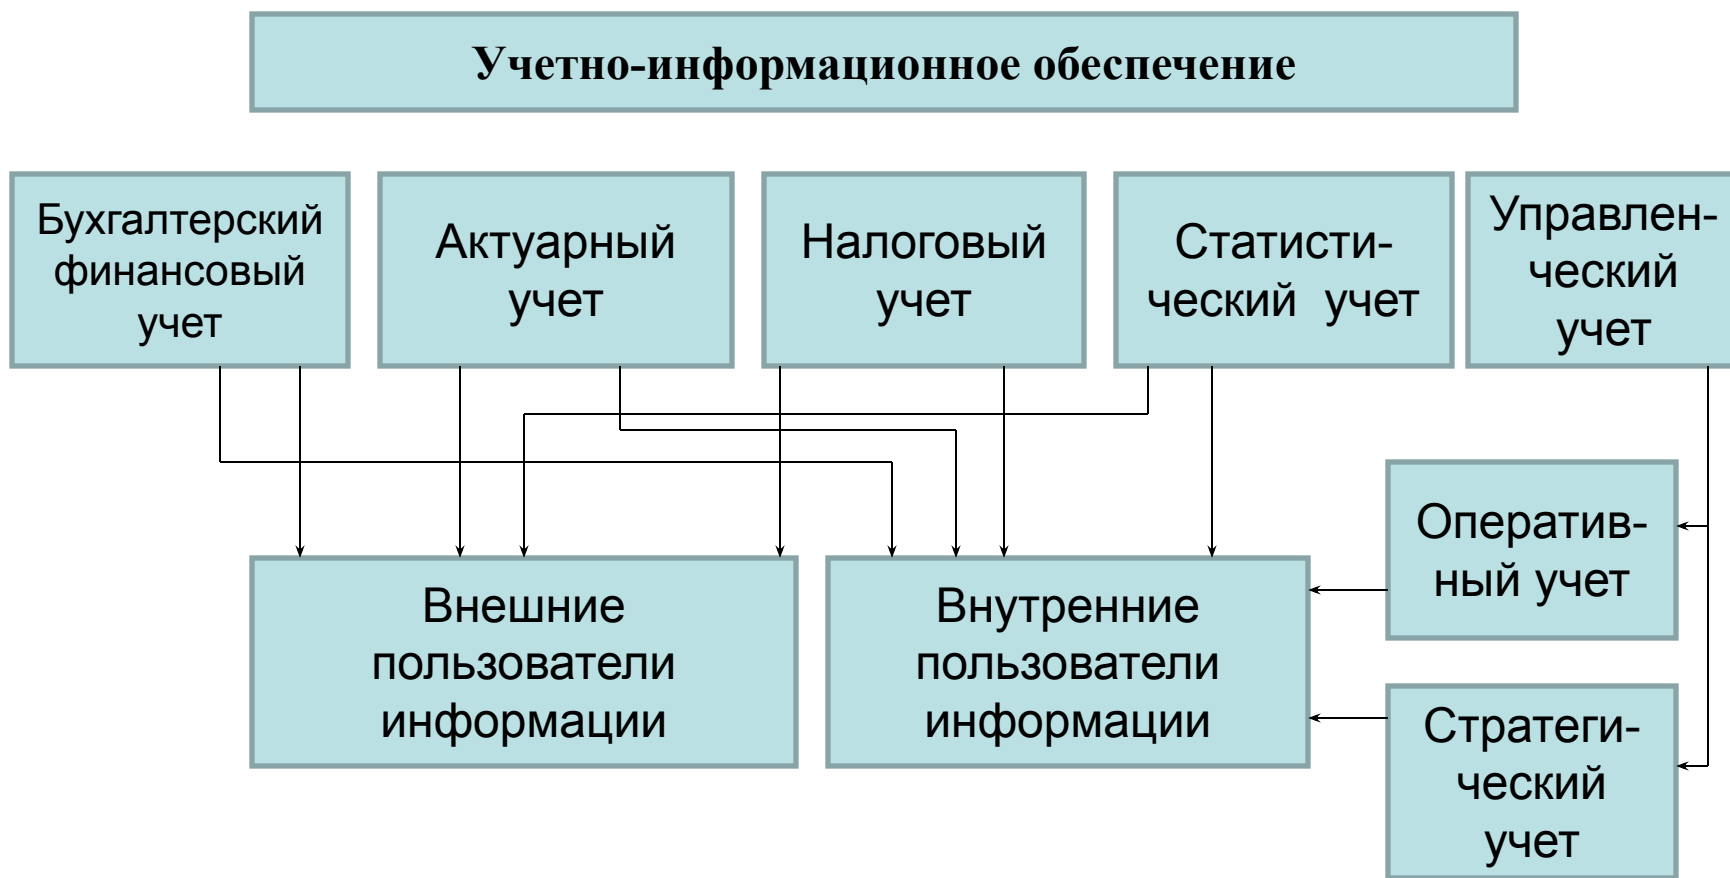 Учетно-информационное обеспечение
Бухгалтерский
финансовый
учет
Актуарный
учет
Налоговый
учет
Статисти-
ческий учет
Управлен-
ческий
учет
Оператив-
ный учет
Внешние
пользователи
информации
Внутренние
пользователи
информации
Стратеги-
ческий
учет